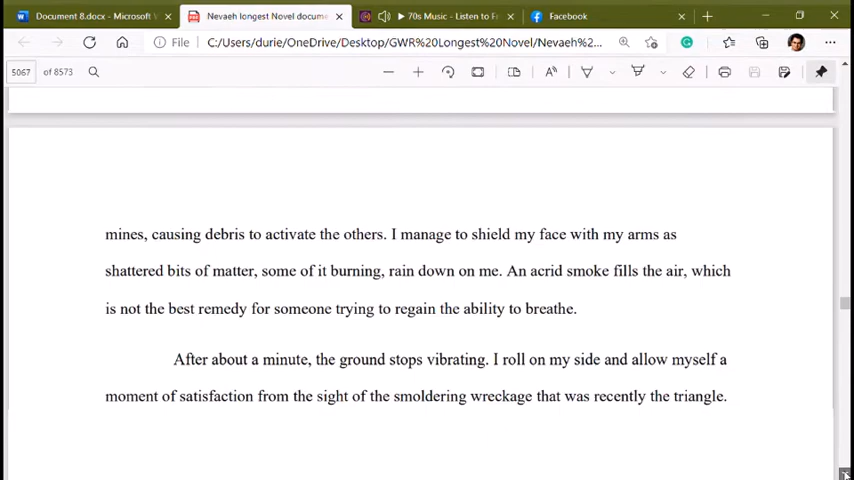 Document 8.docx - Microsoft W
Nevaeh longest Novel docume
70s Music - Listen to Fr
Facebook
File
C:/Users/durie/OneDrive/Desktop/GWR%20Longest%20Novel/Nevaeh%2...
5067 of 8573
mines, causing debris to activate the others. I manage to shield my face with my arms as
shattered bits of matter, some of it burning, rain down on me. An acrid smoke fills the air, which
is not the best remedy for someone trying to regain the ability to breathe.
After about a minute, the ground stops vibrating. I roll on my side and allow myself a
moment of satisfaction from the sight of the smoldering wreckage that was recently the triangle.